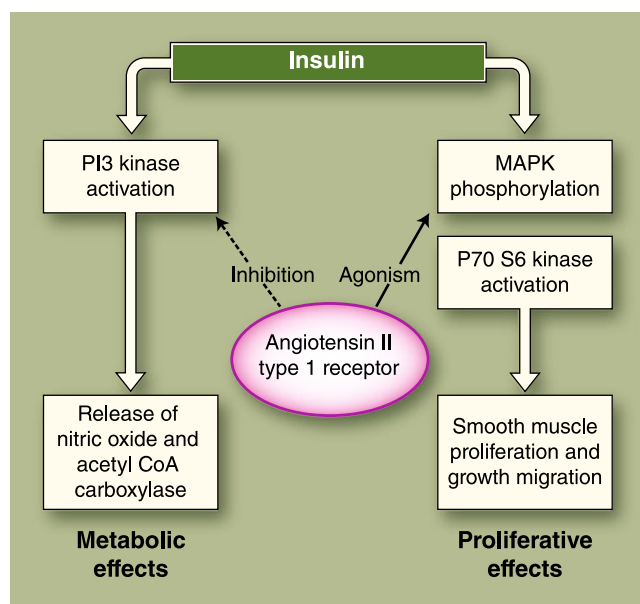 Insulin
PI3 kinase
activation
MAPK
phosphorylation
P70 S6 kinase
activation
Inhibition
Agonism
Angiotensin II
type 1 receptor
Release of
nitric oxide and
acetyl CoA
carboxylase
Smooth muscle
proliferation and
growth migration
Metabolic
effects
Proliferative
effects